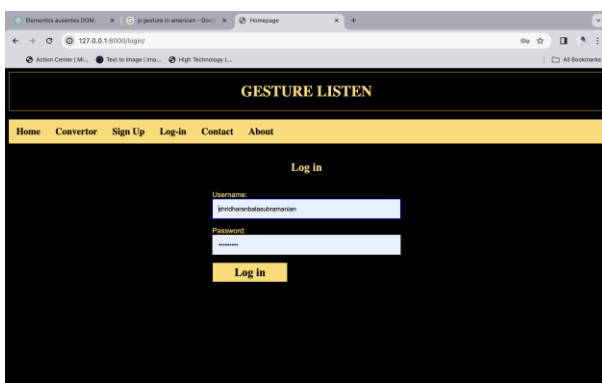 Elementos ausentes DOM.
p gesture in american - Goog
Homepage
127.0.0.1:8000/login/
Action Center | Mi... Text to Image | Ima... High Technology L... All Bookmarks
GESTURE LISTEN
Home Convertor Sign Up Log-in Contact About
Log in
Username:
shridharanbalasubramanian
Password:
Log in